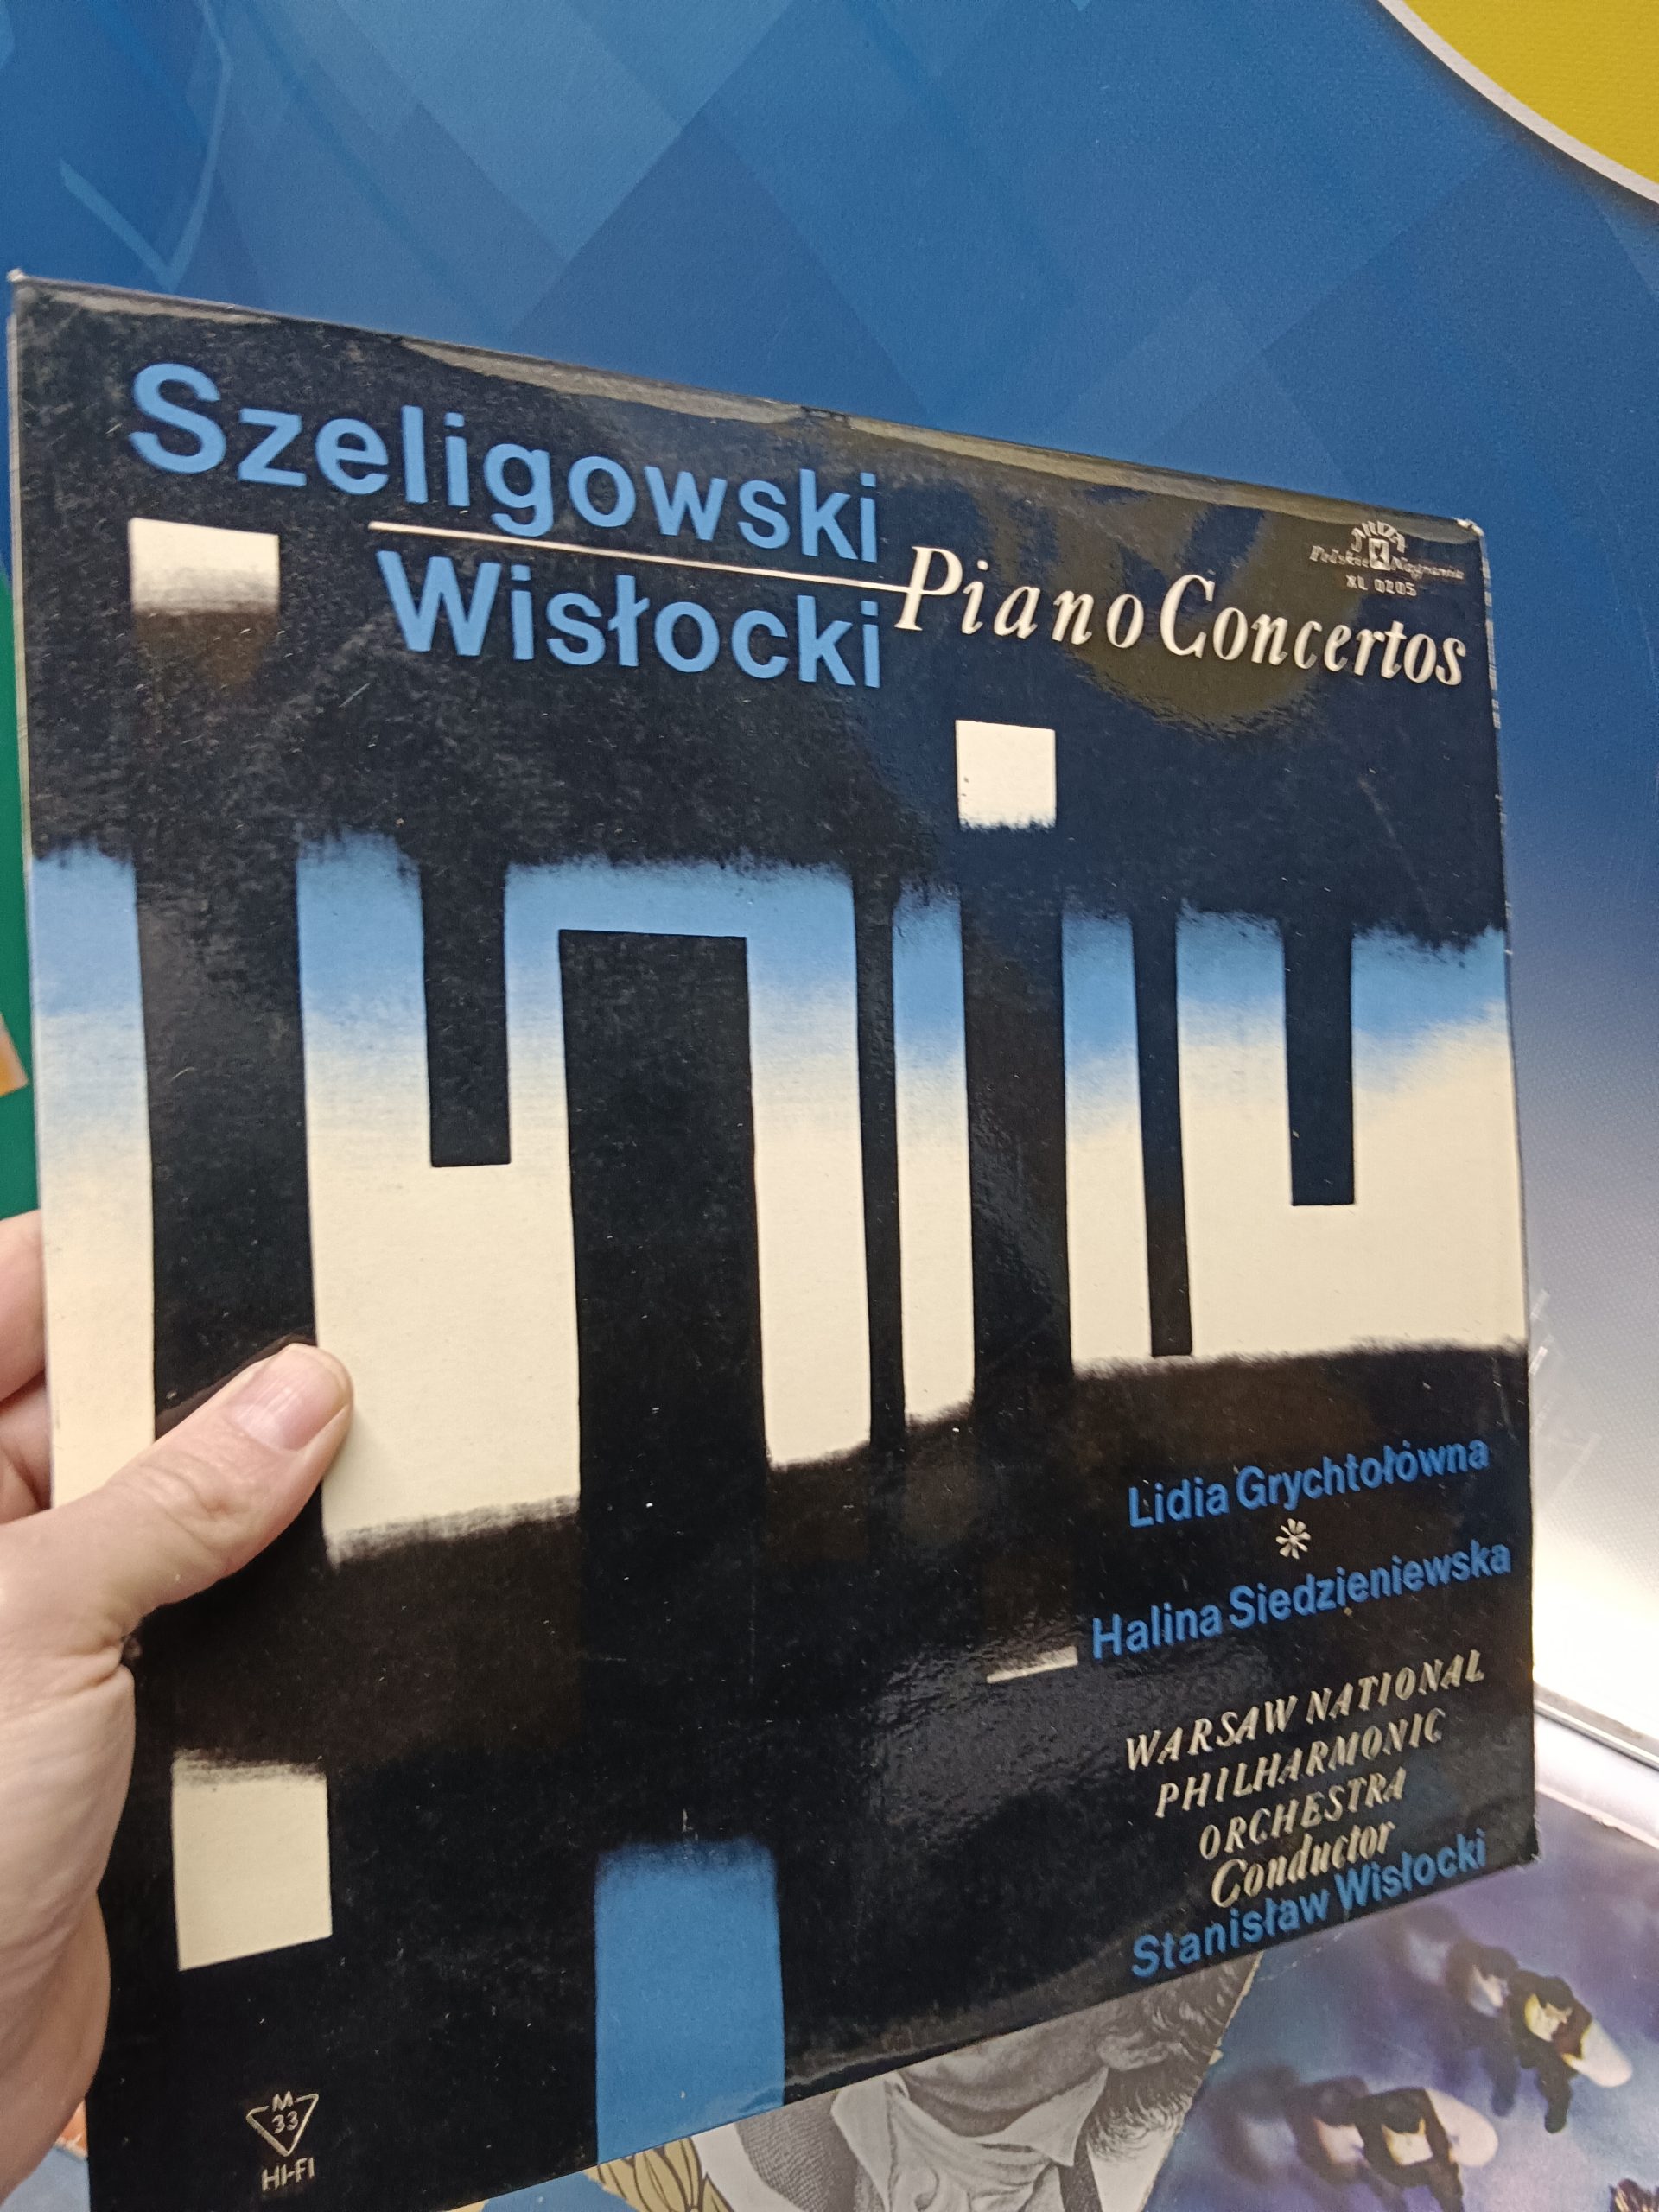 Szeligowski
Wisłocki
Piano Concertos
MUZA
Polskie Nagrania
XL 0205
Lidia Grychtołówna
*
Halina Siedzieniewska
WARSAW NATIONAL
PHILHARMONIC
ORCHESTRA
Conductor
Stanisław Wisłocki
M
33
HI-FI